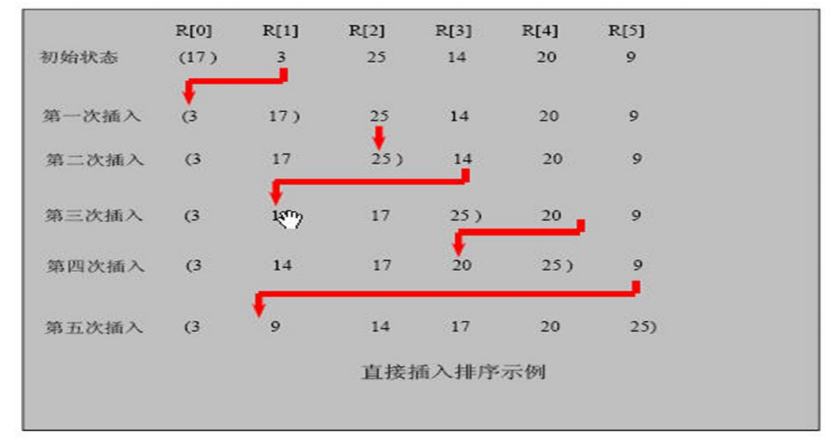 R[0] R[1] R[2] R[3] R[4] R[5]
初始状态 (17) 3 25 14 20 9
第一次插入 (3 17) 25 14 20 9
第二次插入 (3 17 25) 14 20 9
第三次插入 (3 17 25) 20 9
第四次插入 (3 14 17 20 25) 9
第五次插入 (3 9 14 17 20 25)
直接插入排序示例